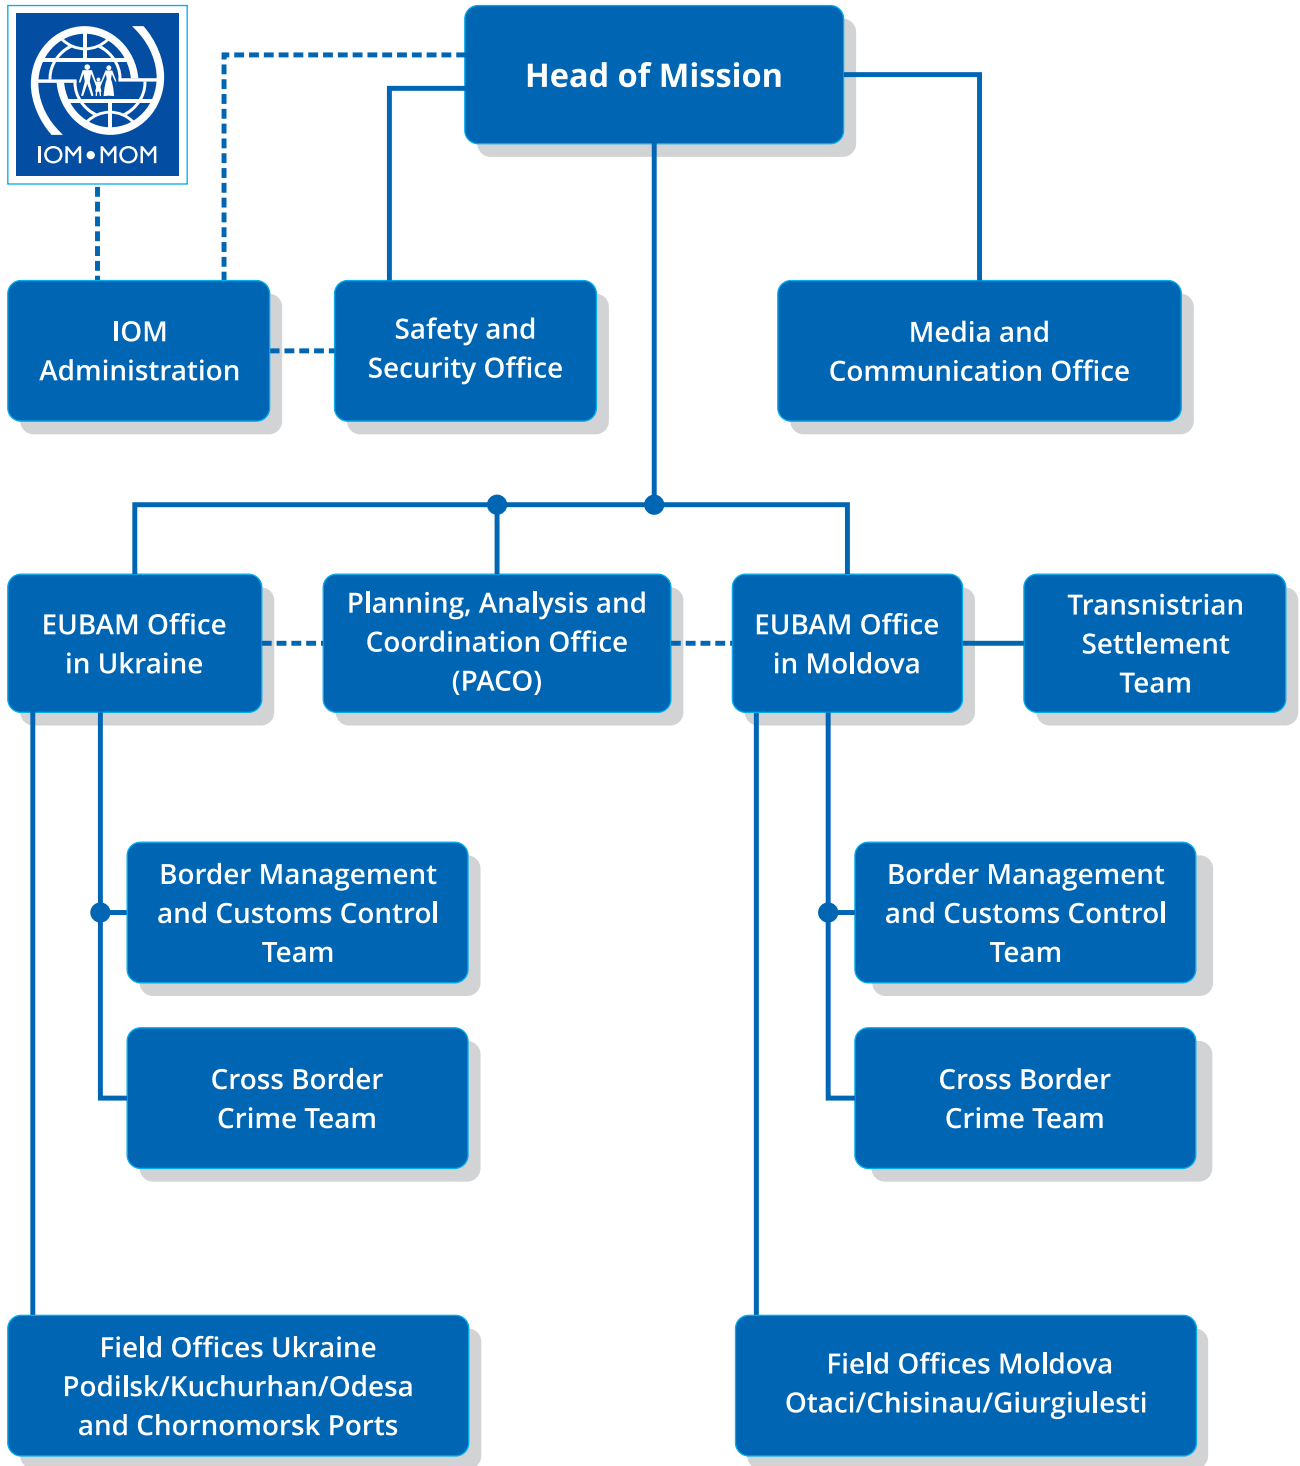 IOM•MOM
Head of Mission
IOM
Administration
Safety and
Security Office
Media and
Communication Office
EUBAM Office
in Ukraine
Planning, Analysis and
Coordination Office
(PACO)
EUBAM Office
in Moldova
Transnistrian
Settlement
Team
Border Management
and Customs Control
Team
Border Management
and Customs Control
Team
Cross Border
Crime Team
Cross Border
Crime Team
Field Offices Ukraine
Podilsk/Kuchurhan/Odesa
and Chornomorsk Ports
Field Offices Moldova
Otaci/Chisinau/Giurgiulesti